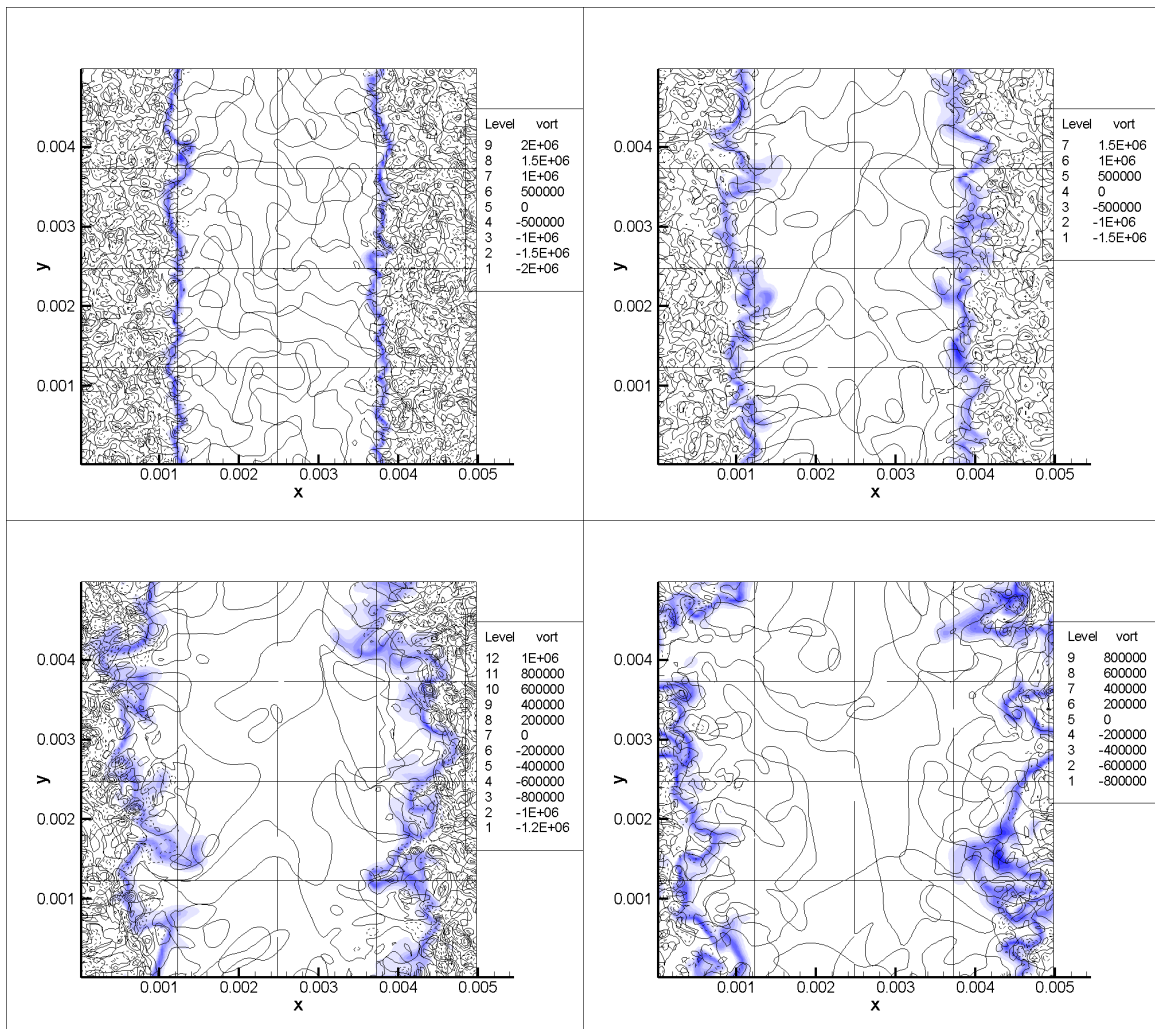 Level vort
9 2E+06
8 1.5E+06
7 1E+06
6 500000
5 0
4 -500000
3 -1E+06
2 -1.5E+06
1 -2E+06
0.004
0.003
0.002
0.001
y
0.001 0.002 0.003 0.004 0.005
x
Level vort
7 1.5E+06
6 1E+06
5 500000
4 0
3 -500000
2 -1E+06
1 -1.5E+06
0.004
0.003
0.002
0.001
y
0.001 0.002 0.003 0.004 0.005
x
Level vort
12 1E+06
11 800000
10 600000
9 400000
8 200000
7 0
6 -200000
5 -400000
4 -600000
3 -800000
2 -1E+06
1 -1.2E+06
0.004
0.003
0.002
0.001
y
0.001 0.002 0.003 0.004 0.005
x
Level vort
9 800000
8 600000
7 400000
6 200000
5 0
4 -200000
3 -400000
2 -600000
1 -800000
0.004
0.003
0.002
0.001
y
0.001 0.002 0.003 0.004 0.005
x